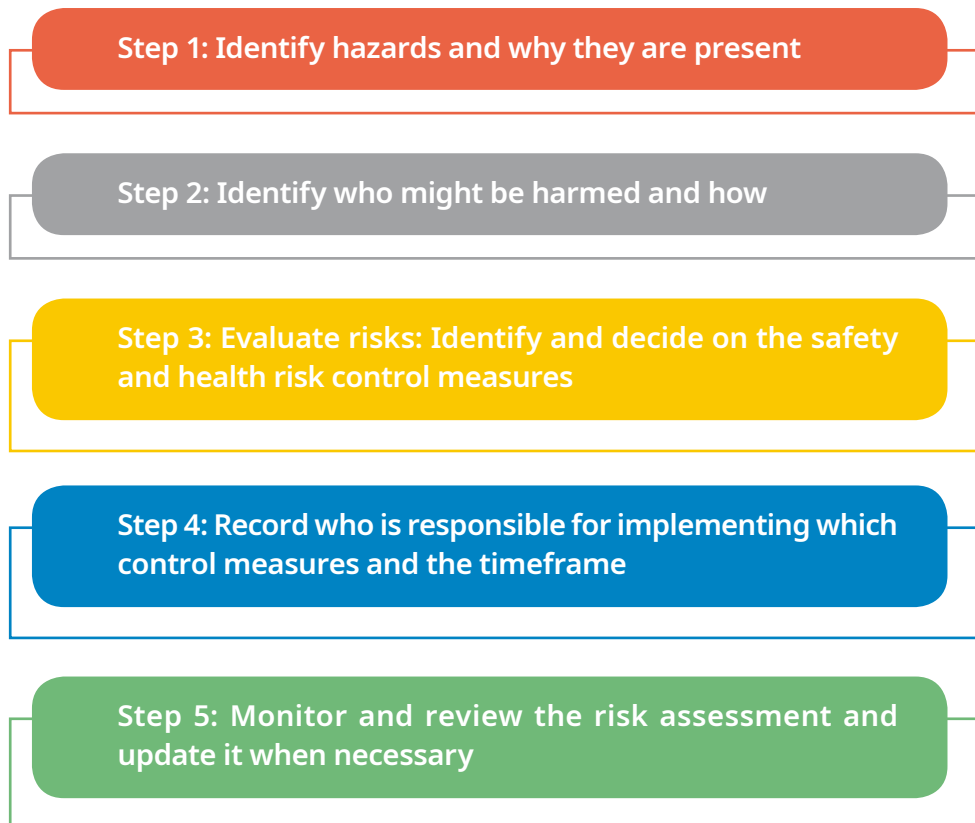 Step 1: Identify hazards and why they are present
Step 2: Identify who might be harmed and how
Step 3: Evaluate risks: Identify and decide on the safety
and health risk control measures
Step 4: Record who is responsible for implementing which
control measures and the timeframe
Step 5: Monitor and review the risk assessment and
update it when necessary